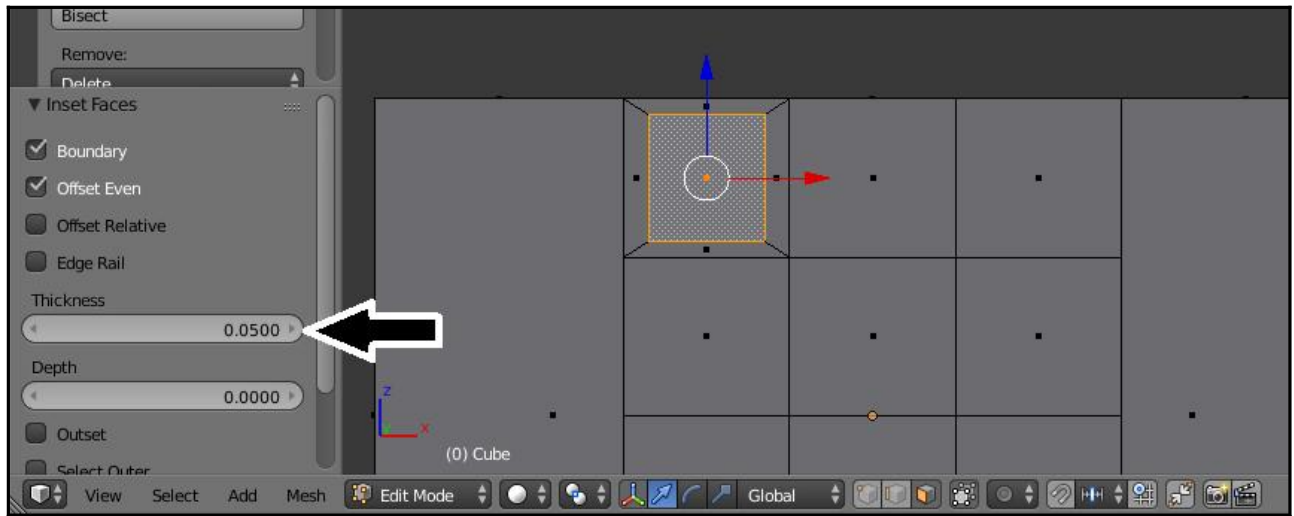 Bisect
Remove:
Delete
Inset Faces
Boundary
Offset Even
Offset Relative
Edge Rail
Thickness
0.0500
Depth
0.0000
Outset
Select Outer
z
x
(0) Cube
View Select Add Mesh Edit Mode Global